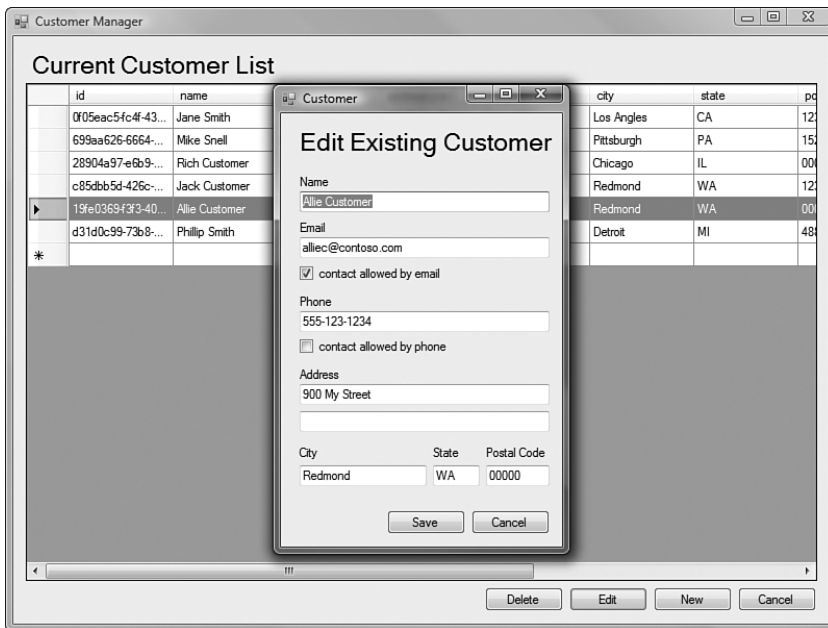 Customer Manager
Current Customer List
id name city state
0f05eac5-fc4f-43... Jane Smith Los Angles CA
699aa626-6664-... Mike Snell Pittsburgh PA
28904a97-e6b9-... Rich Customer Chicago IL
c85dbb5d-426c-... Jack Customer Redmond WA
19fe0369-f3f3-40... Allie Customer Redmond WA
d31d0c99-73b8-... Phillip Smith Detroit MI
Customer
Edit Existing Customer
Name
Allie Customer
Email
alliec@contoso.com
contact allowed by email
Phone
555-123-1234
contact allowed by phone
Address
900 My Street
City State Postal Code
Redmond WA 00000
Save Cancel
Delete Edit New Cancel